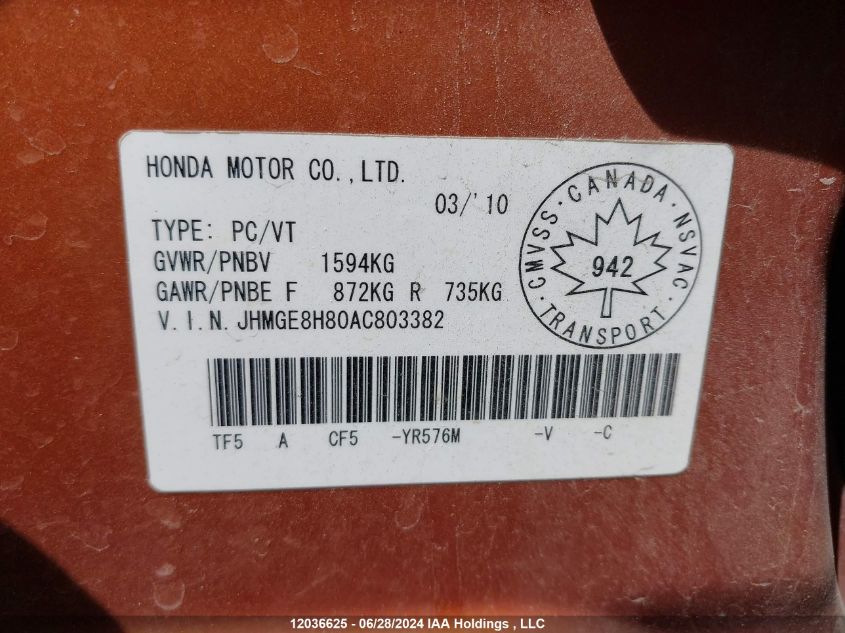 HONDA MOTOR CO.,LTD.
03/'10
TYPE: PC/VT
GVWR/PNBV 1594KG
GAWR/PNBE F 872KG R 735KG
V.I.N. JHMGE8H80AC803382
CANADA
CMVSS
NSVAC
942
TRANSPORT
TF5 A CF5 -YR576M -V -C
12036625 - 06/28/2024 IAA Holdings , LLC